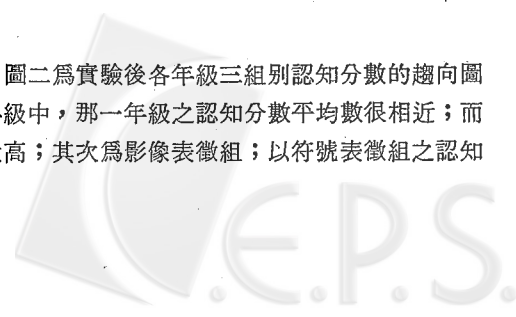 圖二爲實驗後各年級三組別認知分數的趨向圖
級中，那一年級之認知分數平均數很相近；而
高；其次爲影像表徵組；以符號表徵組之認知
C.E.P.S.